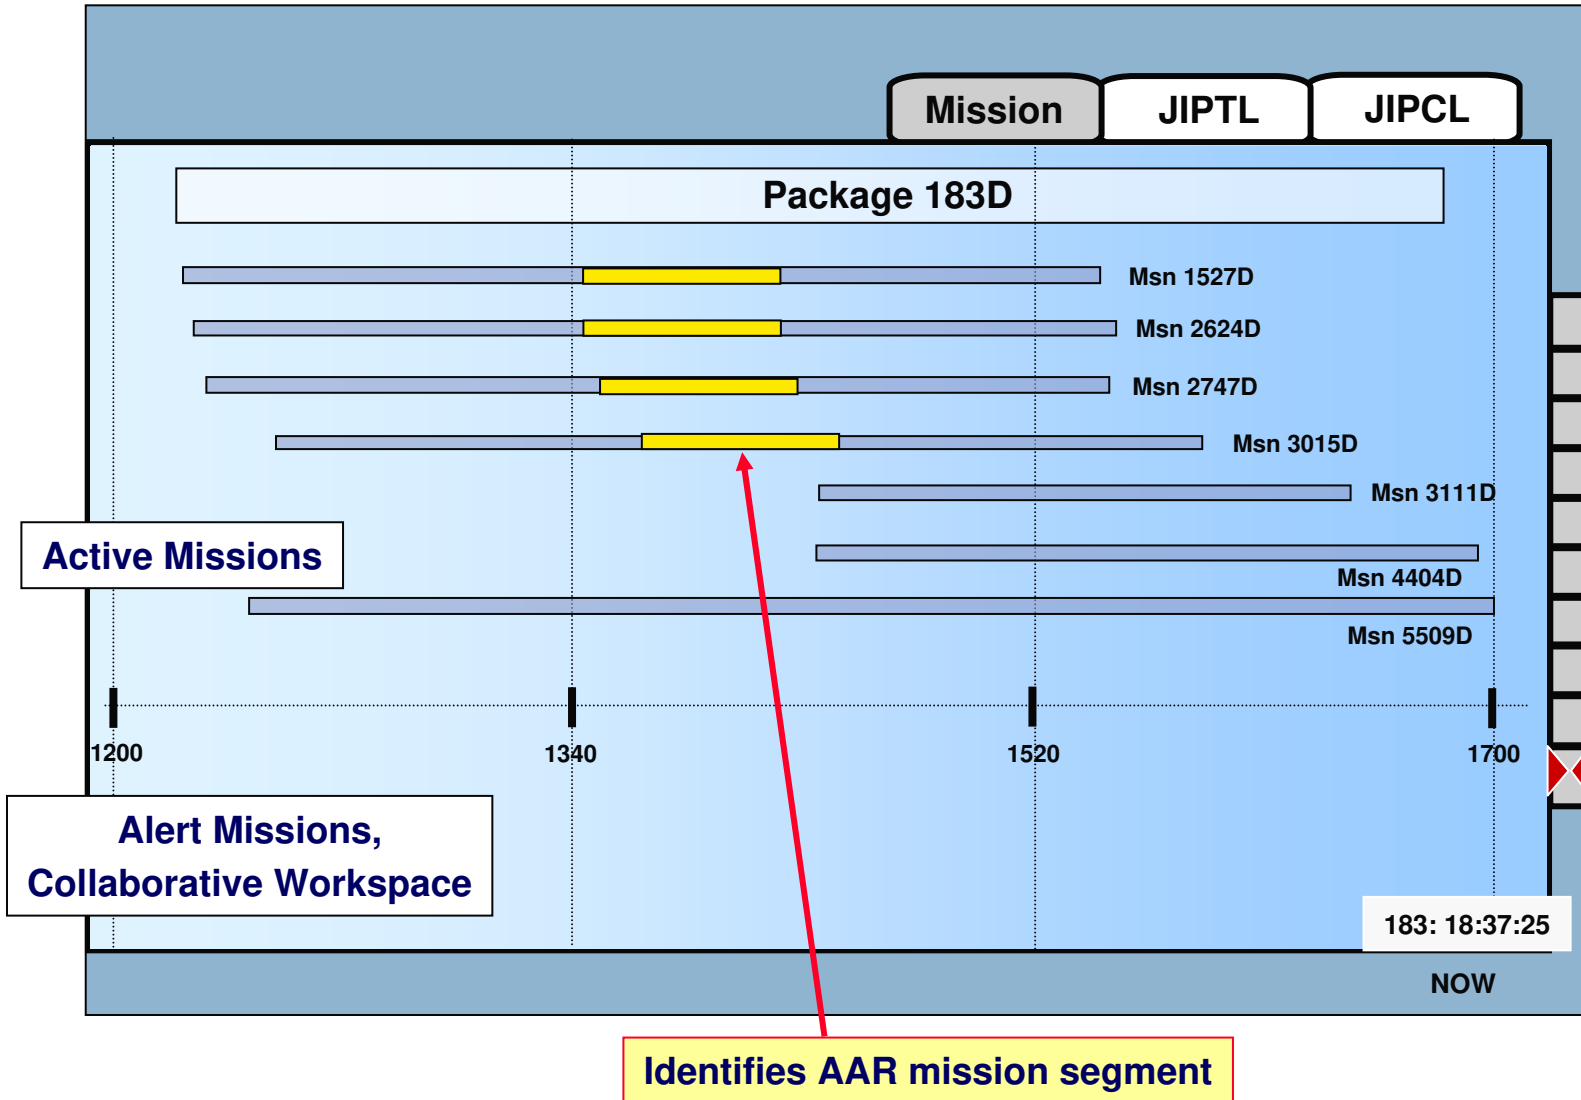 Mission
JIPTL
JIPCL
Package 183D
Msn 1527D
Msn 2624D
Msn 2747D
Msn 3015D
Msn 3111D
Active Missions
Msn 4404D
Msn 5509D
1200
1340
1520
1700
Alert Missions,
Collaborative Workspace
183: 18:37:25
NOW
Identifies AAR mission segment